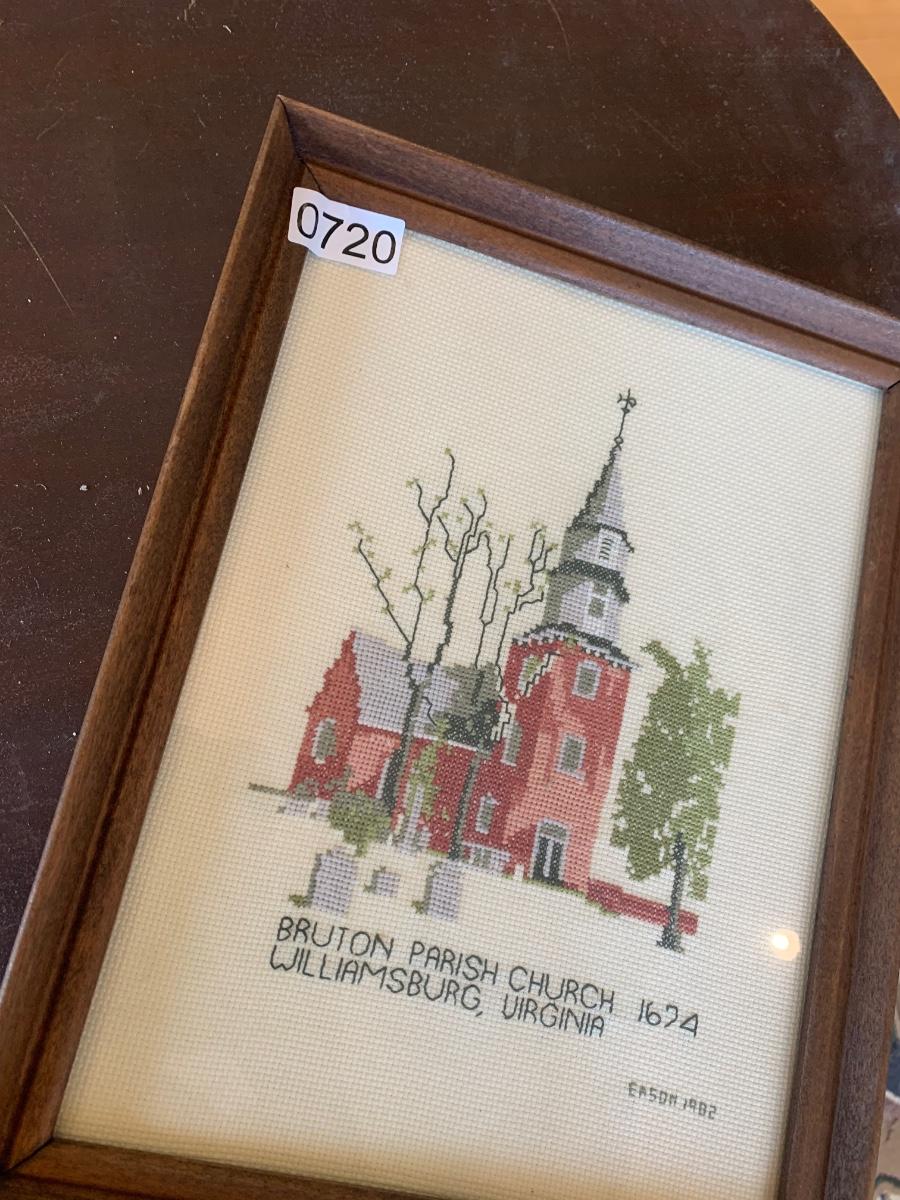 0720
BRUTON PARISH CHURCH 1674
WILLIAMSBURG, VIRGINIA
EASON 1982